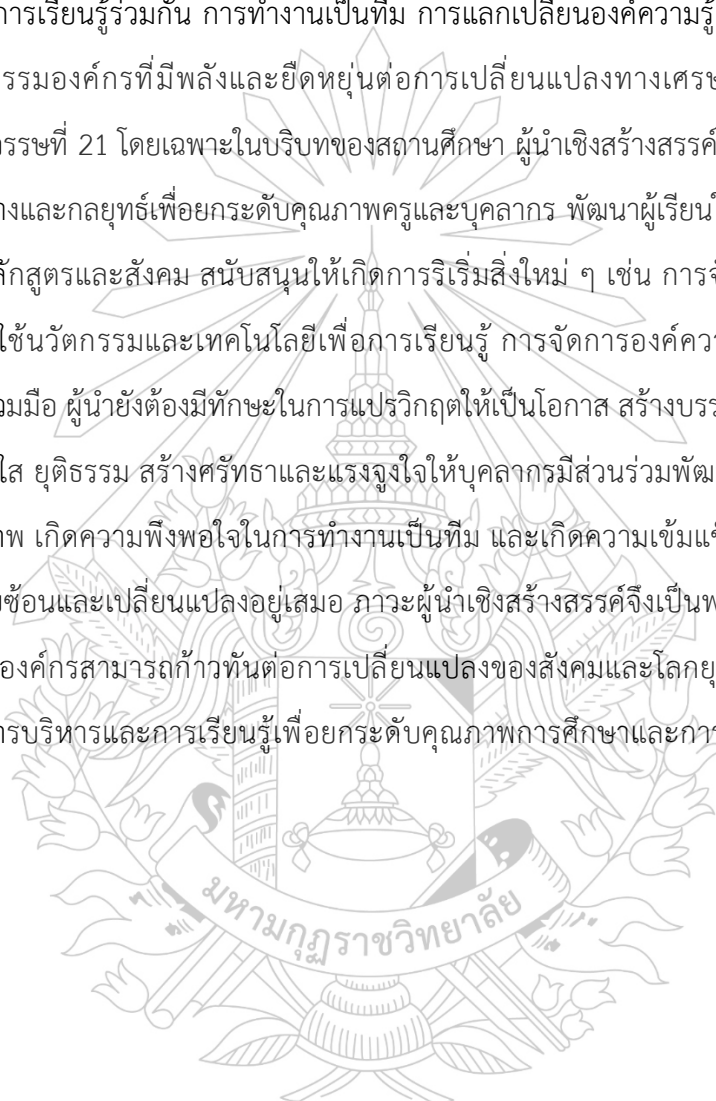 การเรียนรู้ร่วมกัน การทำงานเป็นทีม การแลกเปลี่ยนองค์ความรู้
รรมองค์กรที่มีพลังและยืดหยุ่นต่อการเปลี่ยนแปลงทางเศรษ
วรรษที่ 21 โดยเฉพาะในบริบทของสถานศึกษา ผู้นำเชิงสร้างสรรค์
างและกลยุทธ์เพื่อยกระดับคุณภาพครูและบุคลากร พัฒนาผู้เรียนใ
ลักสูตรและสังคม สนับสนุนให้เกิดการริเริ่มสิ่งใหม่ ๆ เช่น การจั
ใช้นวัตกรรมและเทคโนโลยีเพื่อการเรียนรู้ การจัดการองค์ควา
วมมือ ผู้นำยังต้องมีทักษะในการแปรวิกฤตให้เป็นโอกาส สร้างบรร
ใส ยุติธรรม สร้างศรัทธาและแรงจูงใจให้บุคลากรมีส่วนร่วมพัฒ
าพ เกิดความพึงพอใจในการทำงานเป็นทีม และเกิดความเข้มแข
บซ้อนและเปลี่ยนแปลงอยู่เสมอ ภาวะผู้นำเชิงสร้างสรรค์จึงเป็นพ
องค์กรสามารถก้าวทันต่อการเปลี่ยนแปลงของสังคมและโลกยุ
ารบริหารและการเรียนรู้เพื่อยกระดับคุณภาพการศึกษาและการ
มหามกุฏราชวิทยาลัย